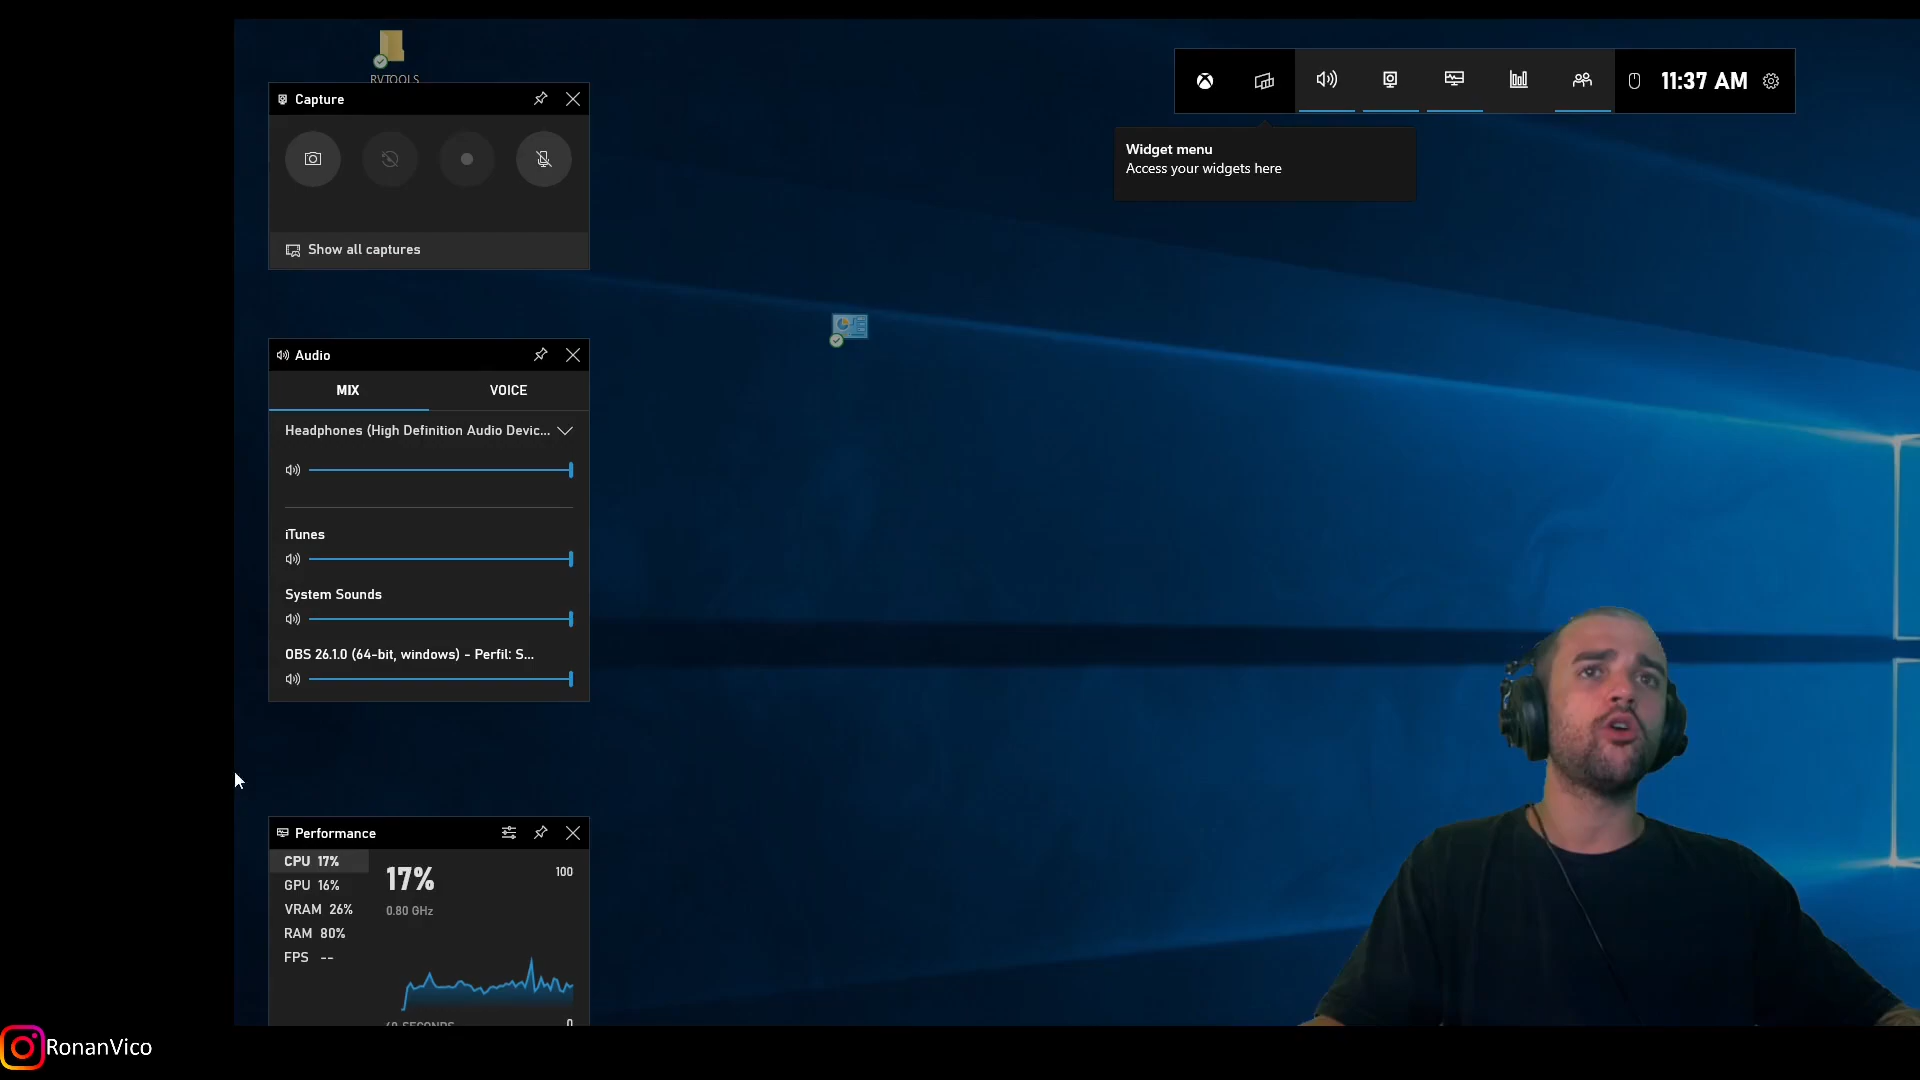 RVTOOLS
Capture
Show all captures
11:37 AM
Widget menu
Access your widgets here
Audio
MIX
VOICE
Headphones (High Definition Audio Devic...
iTunes
System Sounds
OBS 26.1.0 (64-bit, windows) - Perfil: S...
Performance
CPU 17%
GPU 16%
VRAM 26%
RAM 80%
FPS --
17%
100
0.80 GHz
60 SECONDS
0
RonanVico